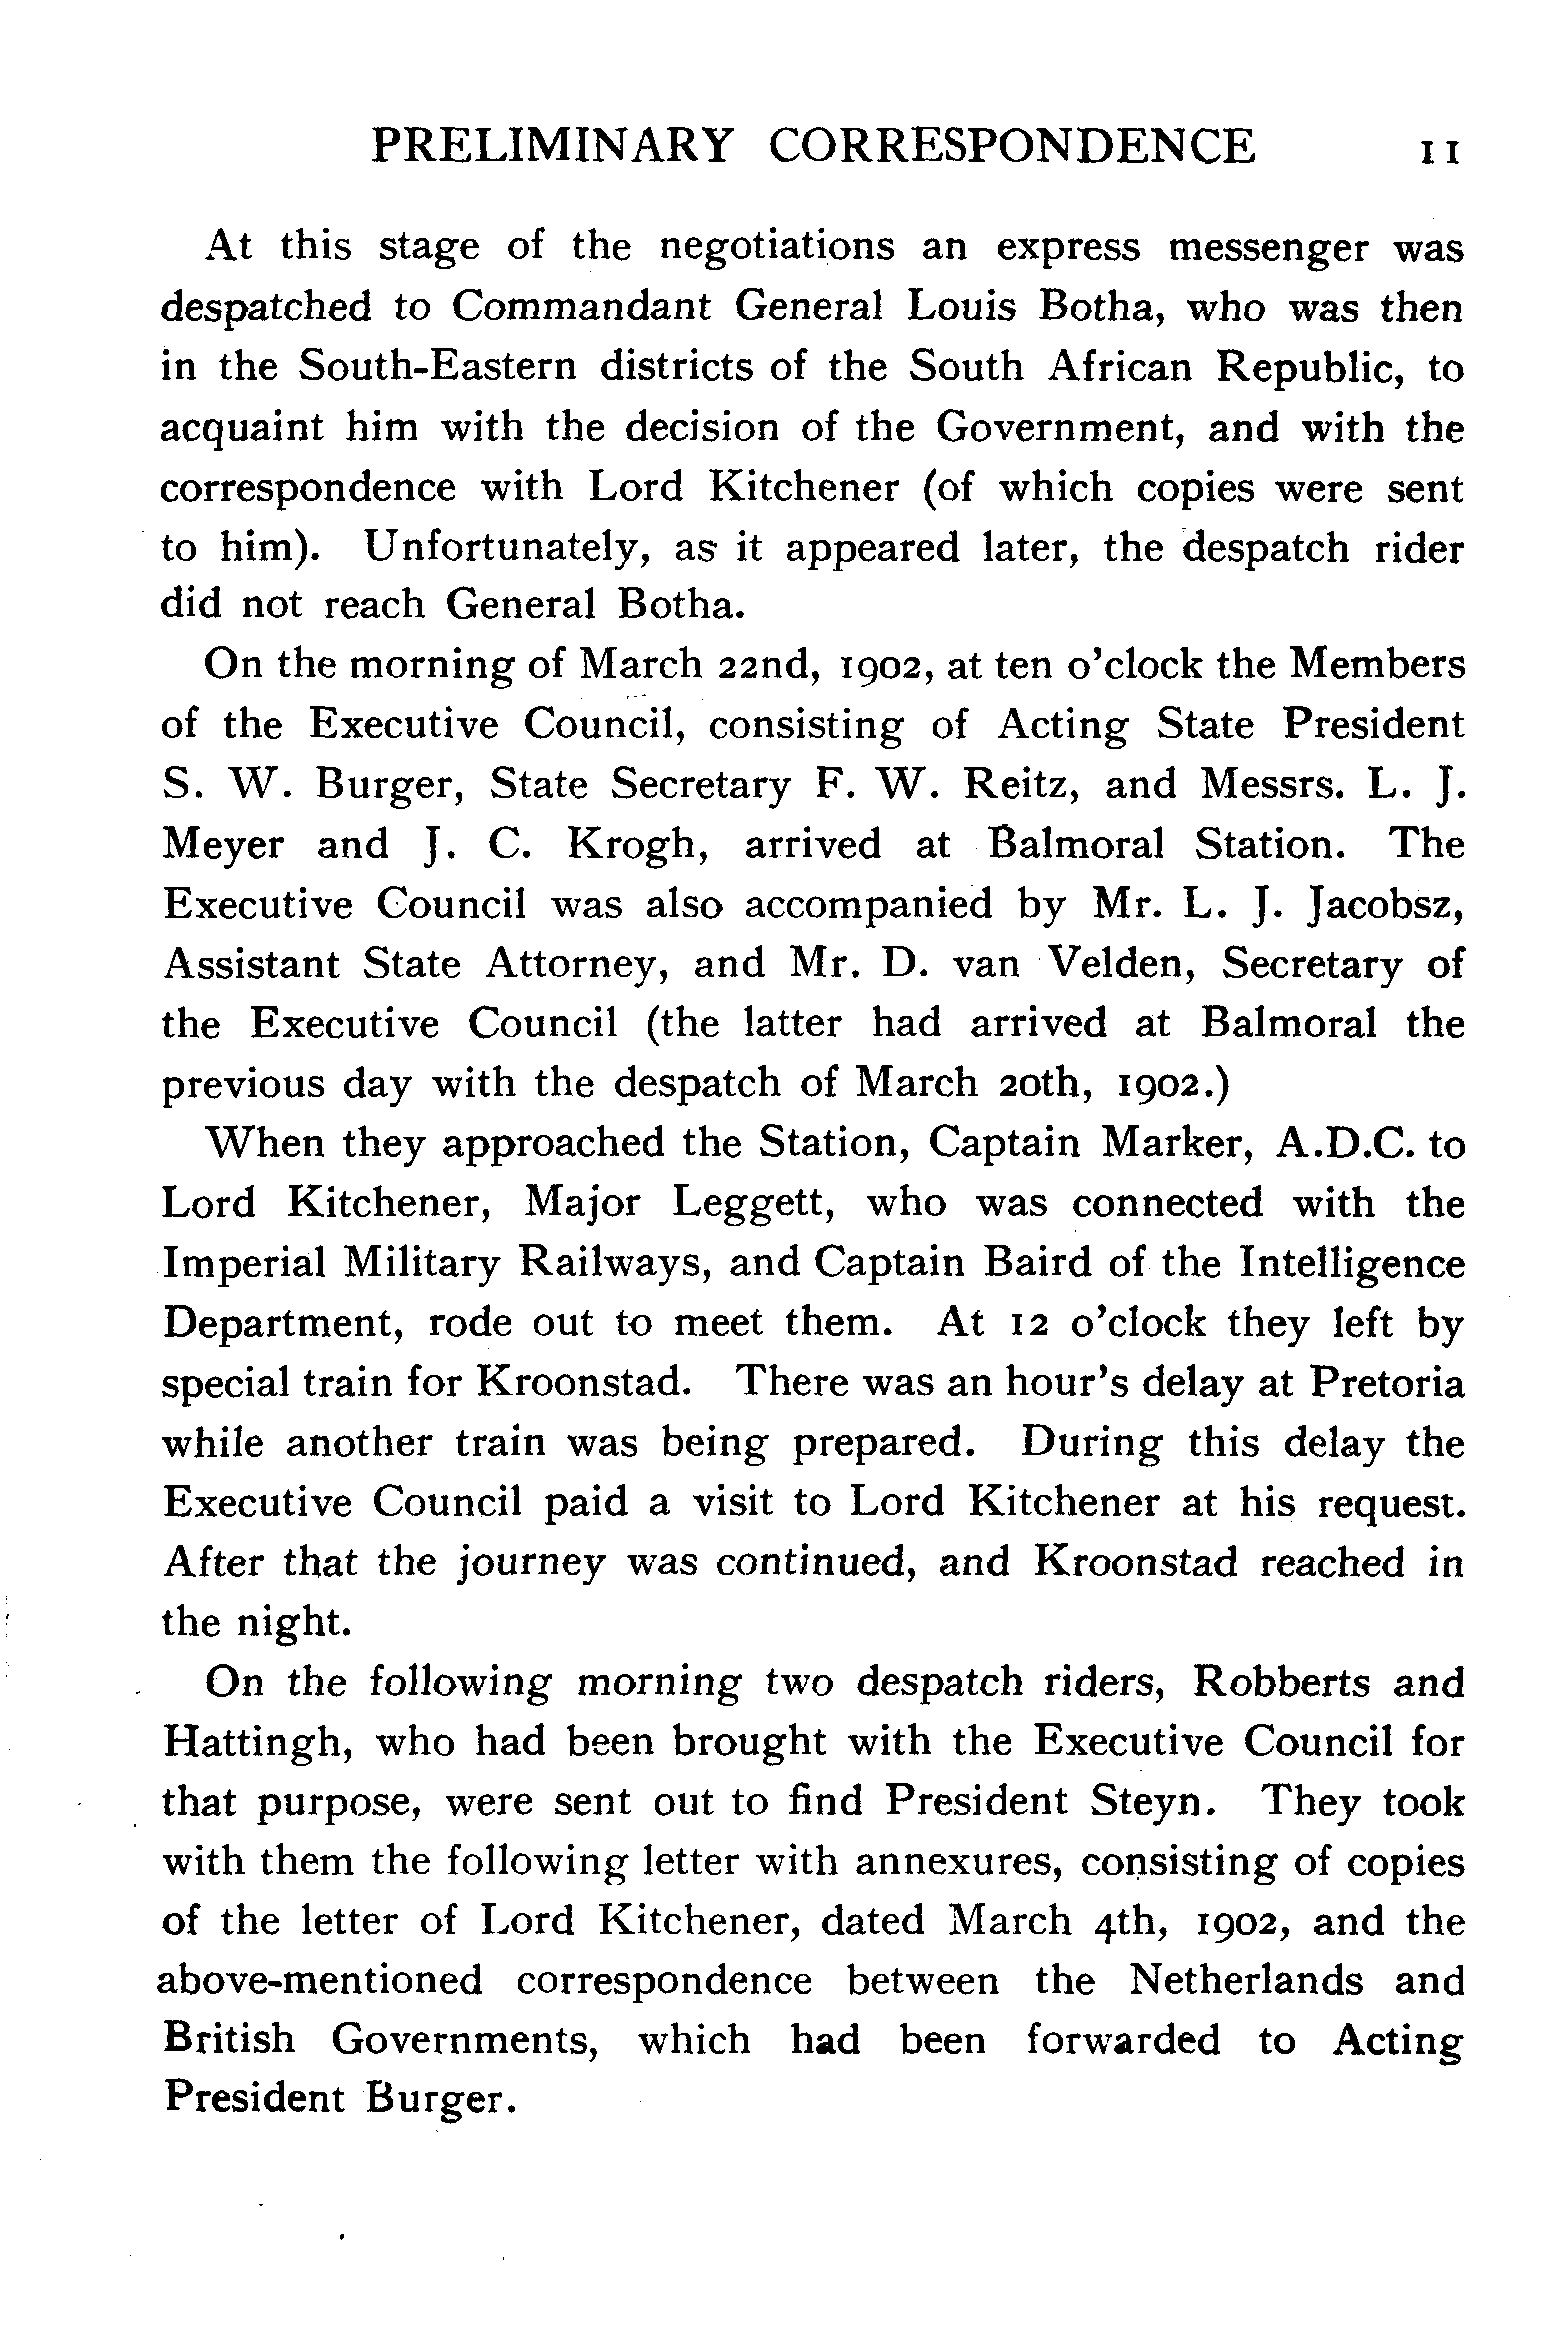 PRELIMINARY CORRESPONDENCE 11
At this stage of the negotiations an express messenger was
despatched to Commandant General Louis Botha, who was then
in the South-Eastern districts of the South African Republic, to
acquaint him with the decision of the Government, and with the
correspondence with Lord Kitchener (of which copies were sent
to him). Unfortunately, as it appeared later, the despatch rider
did not reach General Botha.
On the morning of March 22nd, 1902, at ten o'clock the Members
of the Executive Council, consisting of Acting State President
S. W. Burger, State Secretary F. W. Reitz, and Messrs. L. J.
Meyer and J. C. Krogh, arrived at Balmoral Station. The
Executive Council was also accompanied by Mr. L. J. Jacobsz,
Assistant State Attorney, and Mr. D. van Velden, Secretary of
the Executive Council (the latter had arrived at Balmoral the
previous day with the despatch of March 20th, 1902.)
When they approached the Station, Captain Marker, A.D.C. to
Lord Kitchener, Major Leggett, who was connected with the
Imperial Military Railways, and Captain Baird of the Intelligence
Department, rode out to meet them. At 12 o'clock they left by
special train for Kroonstad. There was an hour's delay at Pretoria
while another train was being prepared. During this delay the
Executive Council paid a visit to Lord Kitchener at his request.
After that the journey was continued, and Kroonstad reached in
the night.
On the following morning two despatch riders, Robberts and
Hattingh, who had been brought with the Executive Council for
that purpose, were sent out to find President Steyn. They took
with them the following letter with annexures, consisting of copies
of the letter of Lord Kitchener, dated March 4th, 1902, and the
above-mentioned correspondence between the Netherlands and
British Governments, which had been forwarded to Acting
President Burger.